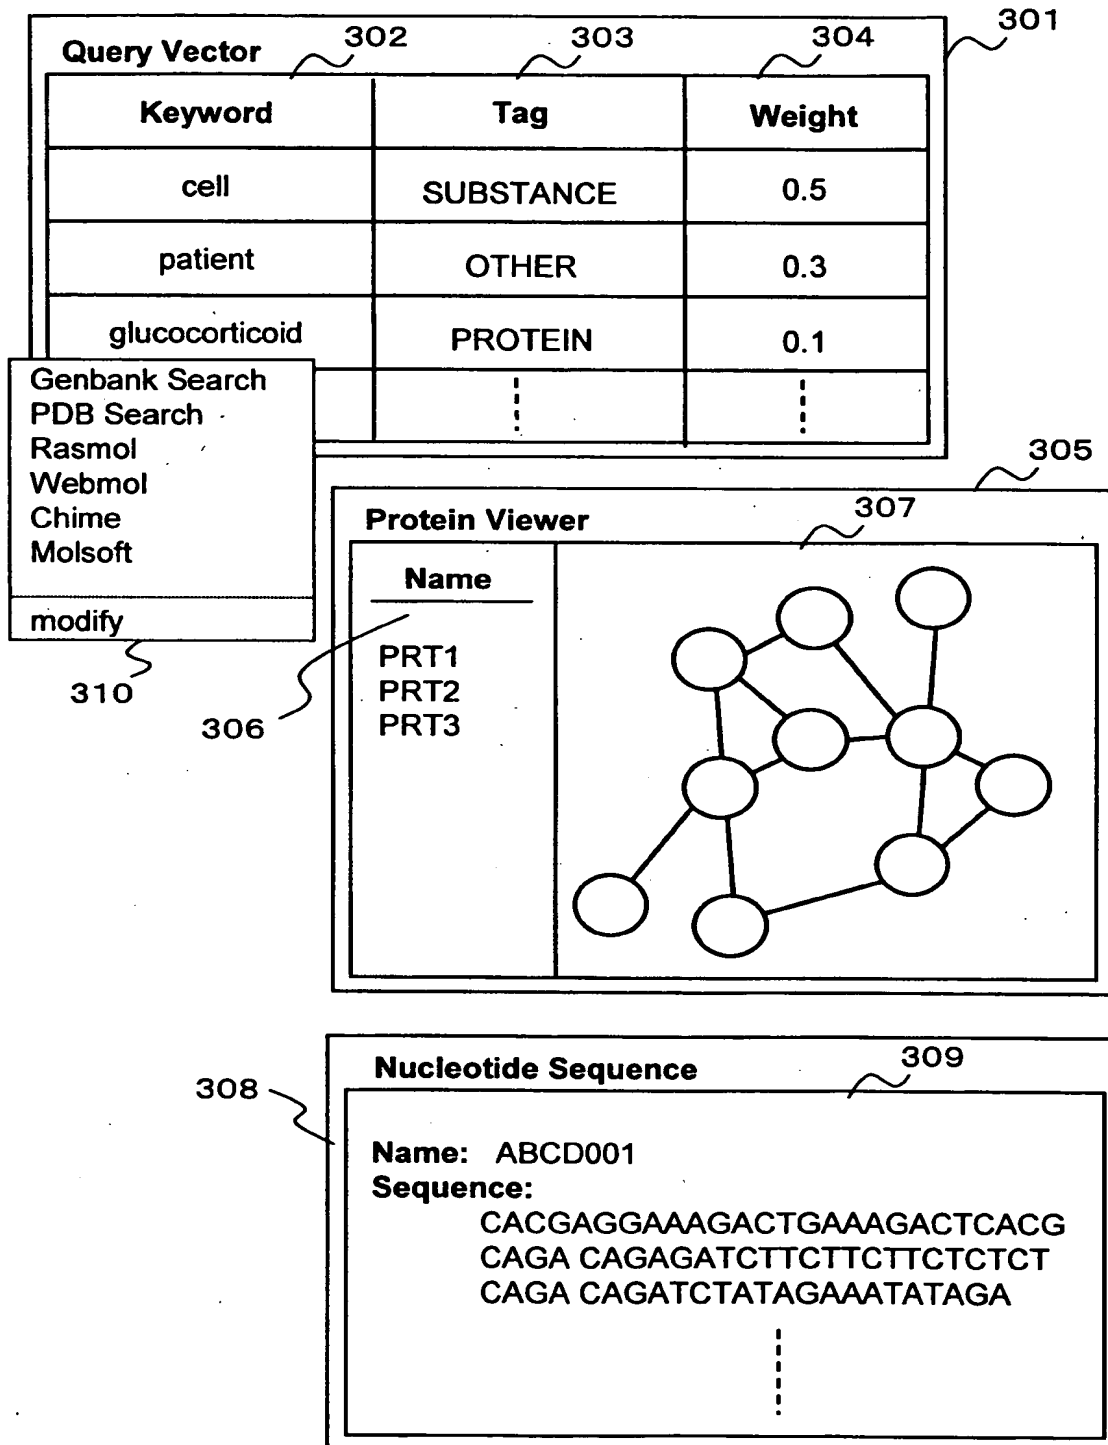 301
302 303 304
Query Vector
Keyword Tag Weight
cell SUBSTANCE 0.5
patient OTHER 0.3
glucocorticoid PROTEIN 0.1
Genbank Search
PDB Search
Rasmol
Webmol
Chime
Molsoft
modify
310
305
307
Protein Viewer
Name
306
PRT1
PRT2
PRT3
308
309
Nucleotide Sequence
Name: ABCD001
Sequence:
CACGAGGAAAGACTGAAAGACTCACG
CAGA CAGAGATCTTCTTCTTCTCTCT
CAGA CAGATCTATAGAAATATAGA